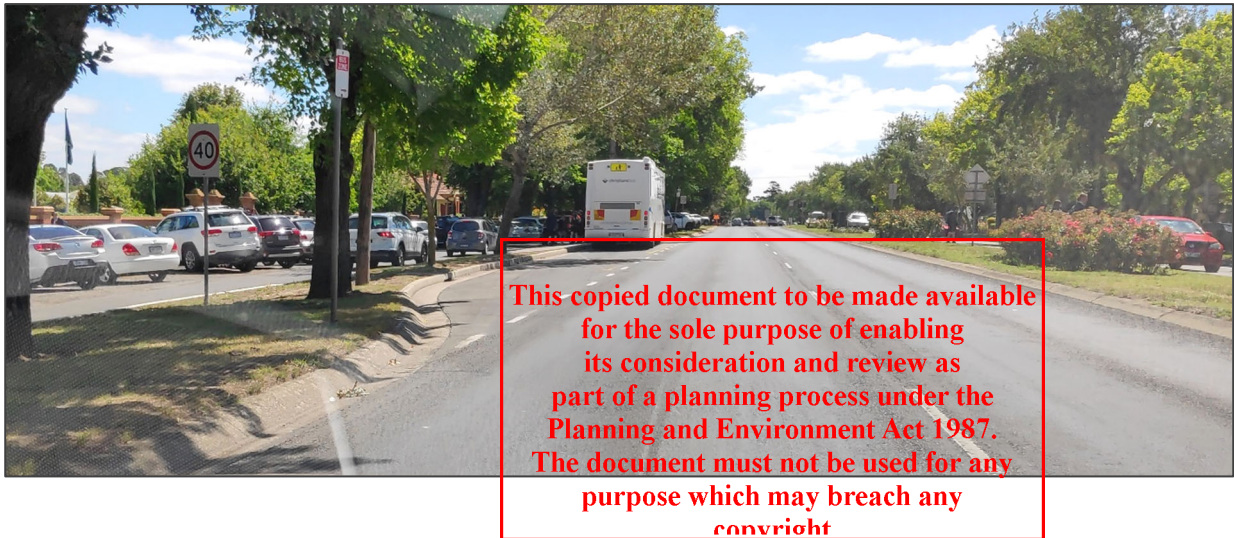 40
This copied document to be made available
for the sole purpose of enabling
its consideration and review as
part of a planning process under the
Planning and Environment Act 1987.
The document must not be used for any
purpose which may breach any
copyright